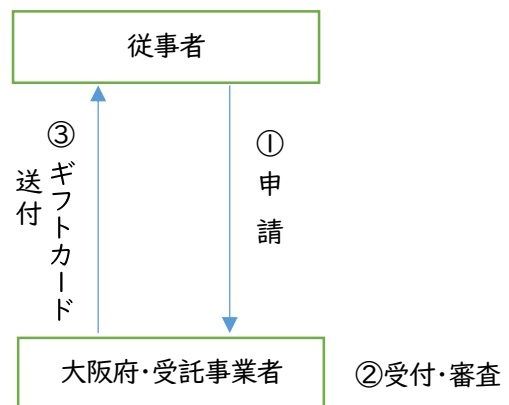 従事者
①申請
③ギフトカード
送付
大阪府・受託事業者
②受付・審査